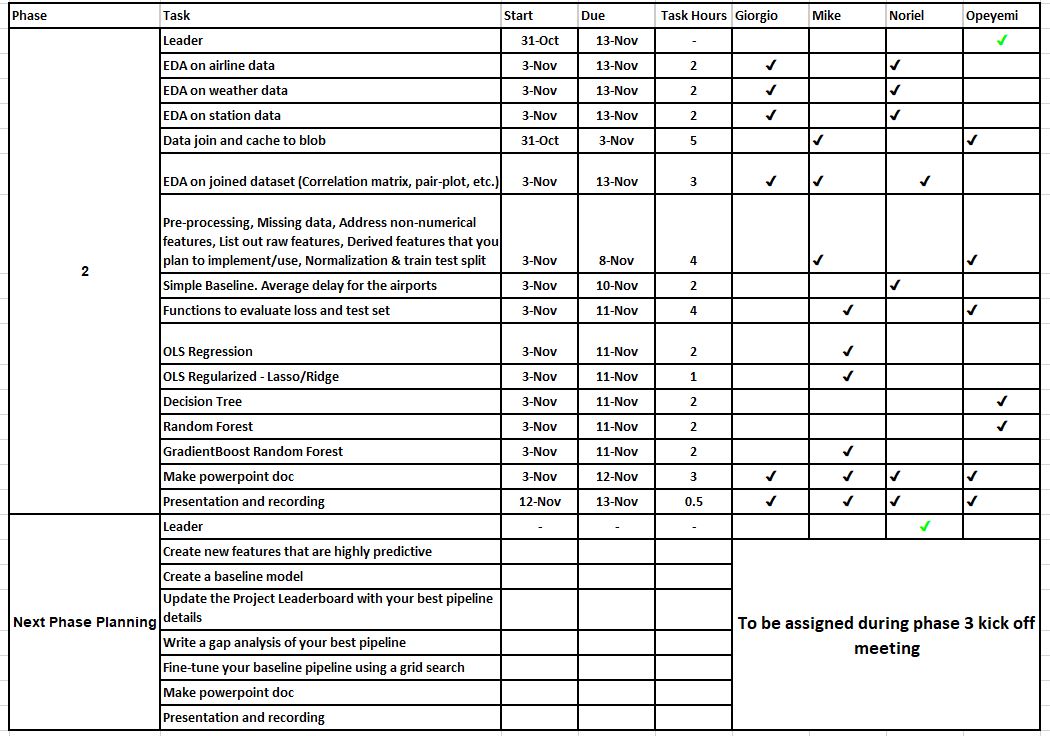 Phase Task Start Due Task Hours Giorgio Mike Noriel Opeyemi
Leader 31-Oct 13-Nov - ✓
EDA on airline data 3-Nov 13-Nov 2 ✓ ✓
EDA on weather data 3-Nov 13-Nov 2 ✓ ✓
EDA on station data 3-Nov 13-Nov 2 ✓ ✓
Data join and cache to blob 31-Oct 3-Nov 5 ✓ ✓
EDA on joined dataset (Correlation matrix, pair-plot, etc.) 3-Nov 13-Nov 3 ✓ ✓ ✓
Pre-processing, Missing data, Address non-numerical
features, List out raw features, Derived features that you
plan to implement/use, Normalization & train test split 3-Nov 8-Nov 4 ✓ ✓
2
Simple Baseline. Average delay for the airports 3-Nov 10-Nov 2 ✓
Functions to evaluate loss and test set 3-Nov 11-Nov 4 ✓ ✓
OLS Regression 3-Nov 11-Nov 2 ✓
OLS Regularized - Lasso/Ridge 3-Nov 11-Nov 1 ✓
Decision Tree 3-Nov 11-Nov 2 ✓
Random Forest 3-Nov 11-Nov 2 ✓
GradientBoost Random Forest 3-Nov 11-Nov 2 ✓
Make powerpoint doc 3-Nov 12-Nov 3 ✓ ✓ ✓ ✓
Presentation and recording 12-Nov 13-Nov 0.5 ✓ ✓ ✓ ✓
Leader - - - ✓
Create new features that are highly predictive
Create a baseline model
Update the Project Leaderboard with your best pipeline
details
Next Phase Planning
To be assigned during phase 3 kick off
meeting
Write a gap analysis of your best pipeline
Fine-tune your baseline pipeline using a grid search
Make powerpoint doc
Presentation and recording